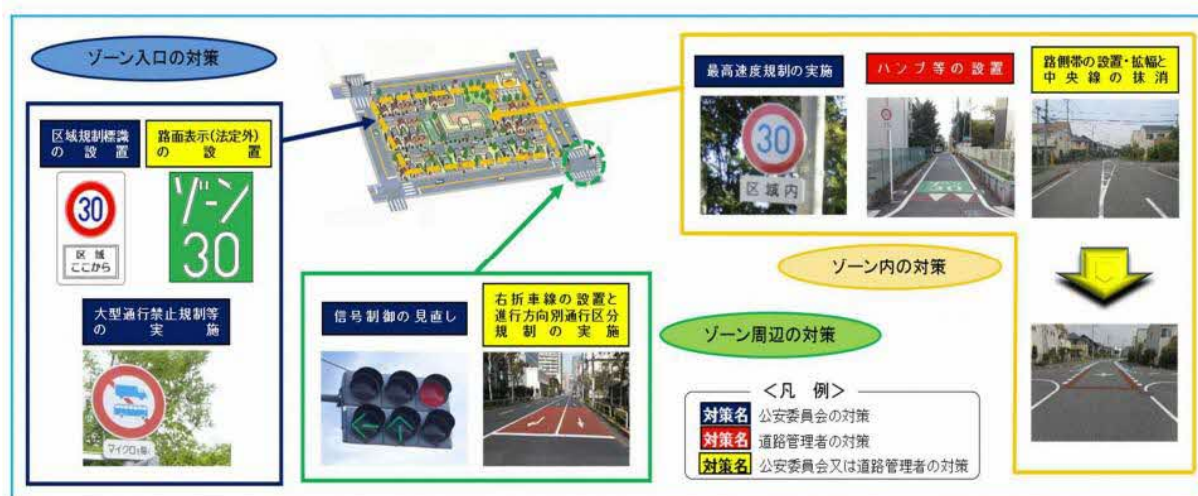 ゾーン入口の対策
区域規制標識
の設置
路面表示(法定外)
の設置
30
区域
ここから
ゾーン
30
大型通行禁止規制等
の実施
マイクロを除く
信号制御の見直し
右折車線の設置と
進行方向別通行区分
規制の実施
ゾーン周辺の対策
最高速度規制の実施
30
区域内
ハンプ等の設置
路側帯の設置・拡幅と
中央線の抹消
ゾーン内の対策
<凡 例>
対策名 公安委員会の対策
対策名 道路管理者の対策
対策名 公安委員会又は道路管理者の対策